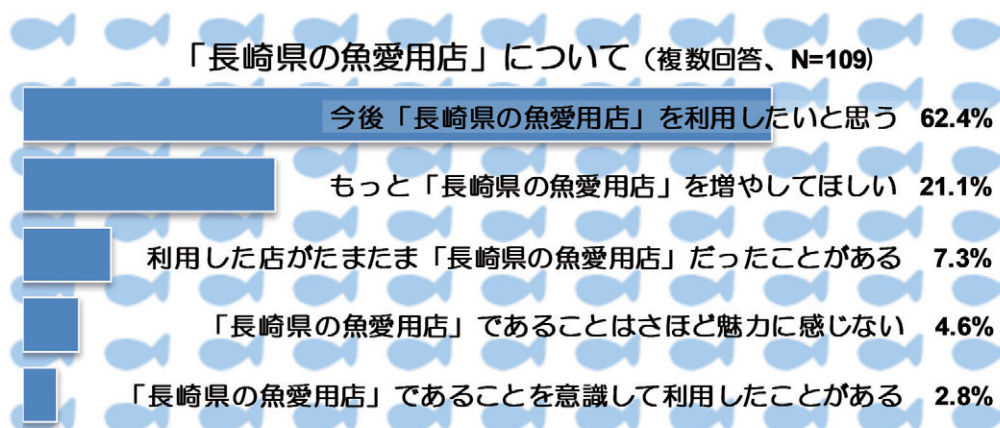 「長崎県の魚愛用店」について（複数回答、N=109）
今後「長崎県の魚愛用店」を利用したいと思う 62.4%
もっと「長崎県の魚愛用店」を増やしてほしい 21.1%
利用した店がたまたま「長崎県の魚愛用店」だったことがある 7.3%
「長崎県の魚愛用店」であることはさほど魅力に感じない 4.6%
「長崎県の魚愛用店」であることを意識して利用したことがある 2.8%